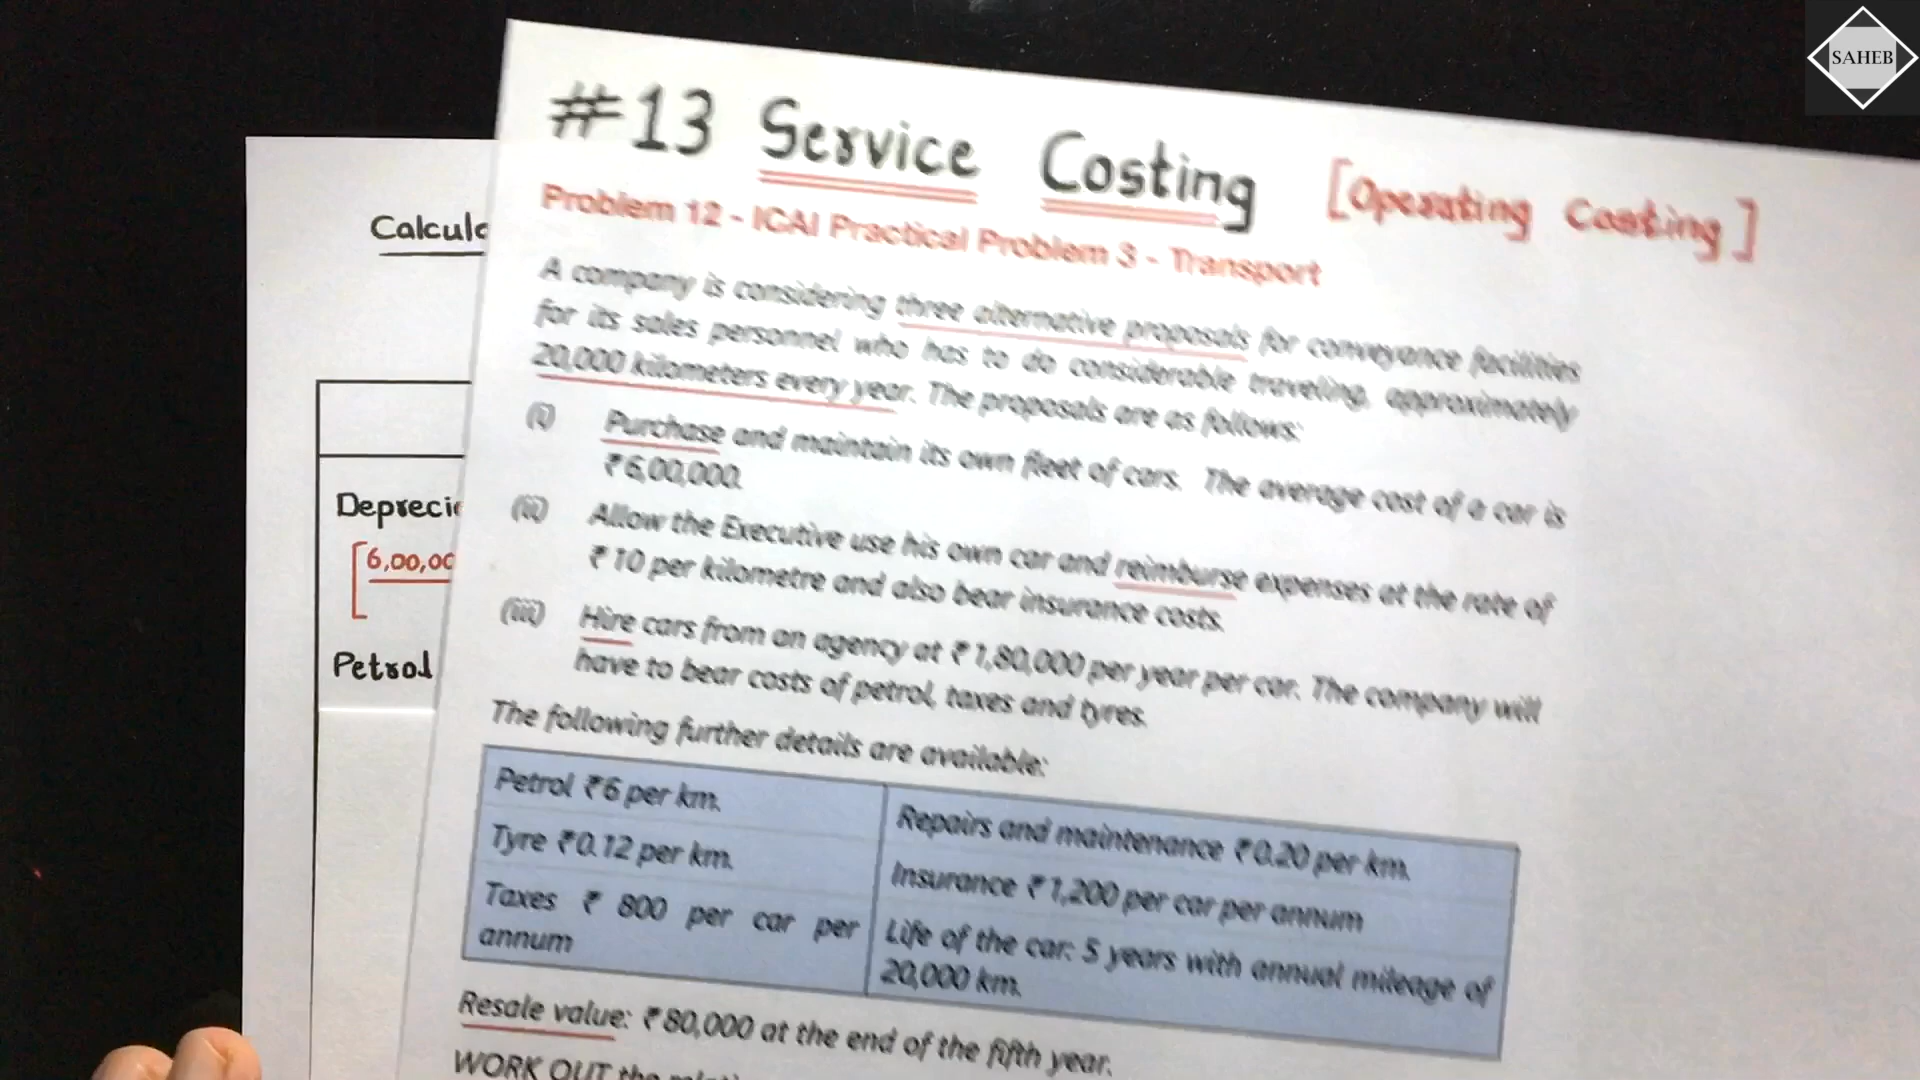 SAHEB
#13 Service Costing [Operating Costing]
Problem 12 - ICAI Practical Problem 3 - Transport
A company is considering three alternative proposals for conveyance facilities
for its sales personnel who has to do considerable traveling, approximately
20,000 kilometers every year. The proposals are as follows:
(i) Purchase and maintain its own fleet of cars. The average cost of a car is
₹6,00,000.
(ii) Allow the Executive use his own car and reimburse expenses at the rate of
₹10 per kilometre and also bear insurance costs.
(iii) Hire cars from an agency at ₹1,80,000 per year per car. The company will
have to bear costs of petrol, taxes and tyres.
The following further details are available:
Petrol ₹6 per km.
Tyre ₹0.12 per km.
Taxes ₹ 800 per car per
annum
Repairs and maintenance ₹0.20 per km.
Insurance ₹1,200 per car per annum
Life of the car: 5 years with annual mileage of
20,000 km.
Resale value: ₹80,000 at the end of the fifth year.
WORK OUT the
Calcula
Deprecia
[6,00,00
Petrol